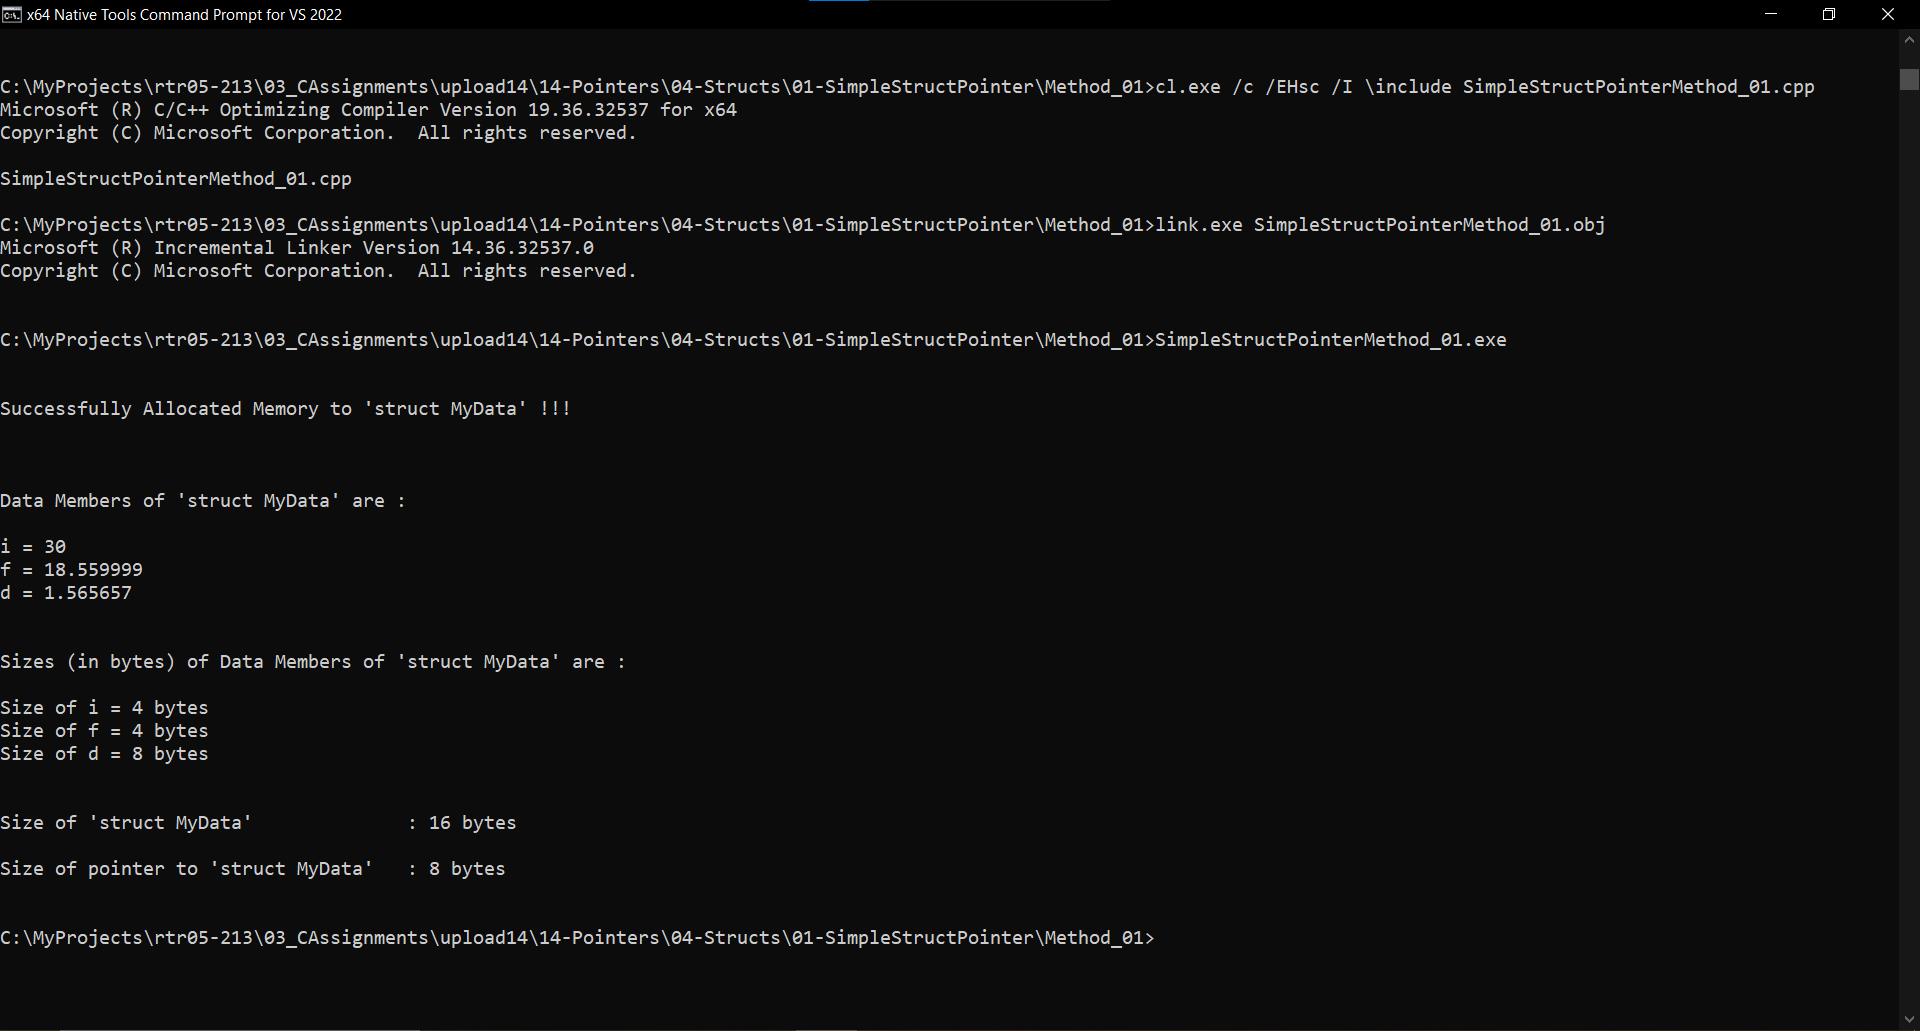 x64 Native Tools Command Prompt for VS 2022
C:\MyProjects\rtr05-213\03_CAssignments\upload14\14-Pointers\04-Structs\01-SimpleStructPointer\Method_01>cl.exe /c /EHsc /I \include SimpleStructPointerMethod_01.cpp
Microsoft (R) C/C++ Optimizing Compiler Version 19.36.32537 for x64
Copyright (C) Microsoft Corporation.  All rights reserved.
SimpleStructPointerMethod_01.cpp
C:\MyProjects\rtr05-213\03_CAssignments\upload14\14-Pointers\04-Structs\01-SimpleStructPointer\Method_01>link.exe SimpleStructPointerMethod_01.obj
Microsoft (R) Incremental Linker Version 14.36.32537.0
Copyright (C) Microsoft Corporation.  All rights reserved.
C:\MyProjects\rtr05-213\03_CAssignments\upload14\14-Pointers\04-Structs\01-SimpleStructPointer\Method_01>SimpleStructPointerMethod_01.exe
Successfully Allocated Memory to 'struct MyData' !!!
Data Members of 'struct MyData' are :
i = 30
f = 18.559999
d = 1.565657
Sizes (in bytes) of Data Members of 'struct MyData' are :
Size of i = 4 bytes
Size of f = 4 bytes
Size of d = 8 bytes
Size of 'struct MyData'              : 16 bytes
Size of pointer to 'struct MyData'   : 8 bytes
C:\MyProjects\rtr05-213\03_CAssignments\upload14\14-Pointers\04-Structs\01-SimpleStructPointer\Method_01>